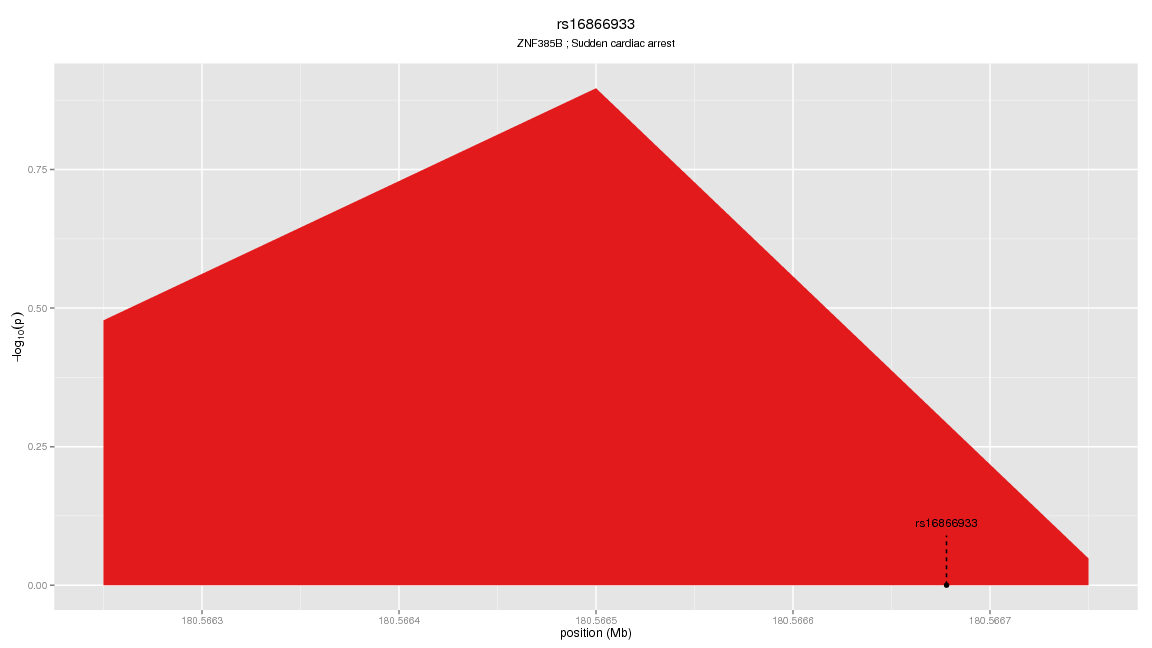 rs16866933
ZNF385B ; Sudden cardiac arrest
−log10(p)
0.75
0.50
0.25
0.00
rs16866933
180.5663 180.5664 180.5665 180.5666 180.5667
position (Mb)